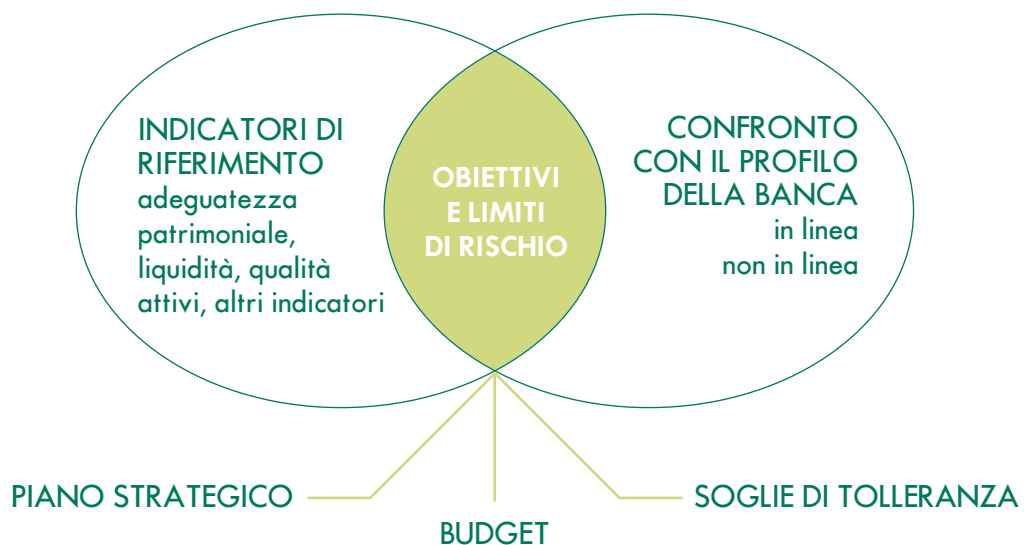 INDICATORI DI
RIFERIMENTO
adeguatezza
patrimoniale,
liquidità, qualità
attivi, altri indicatori
OBIETTIVI
E LIMITI
DI RISCHIO
CONFRONTO
CON IL PROFILO
DELLA BANCA
in linea
non in linea
PIANO STRATEGICO
BUDGET
SOGLIE DI TOLLERANZA